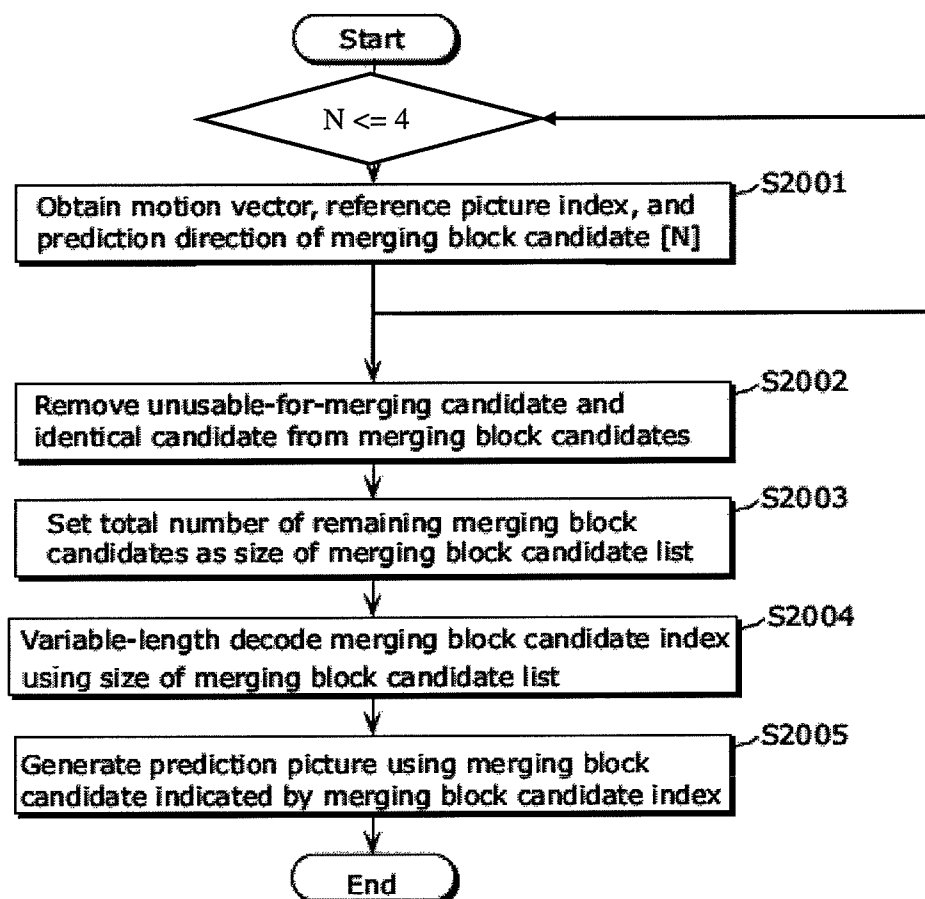 Start
N <= 4
S2001
Obtain motion vector, reference picture index, and
prediction direction of merging block candidate [N]
S2002
Remove unusable-for-merging candidate and
identical candidate from merging block candidates
S2003
Set total number of remaining merging block
candidates as size of merging block candidate list
S2004
Variable-length decode merging block candidate index
using size of merging block candidate list
S2005
Generate prediction picture using merging block
candidate indicated by merging block candidate index
End